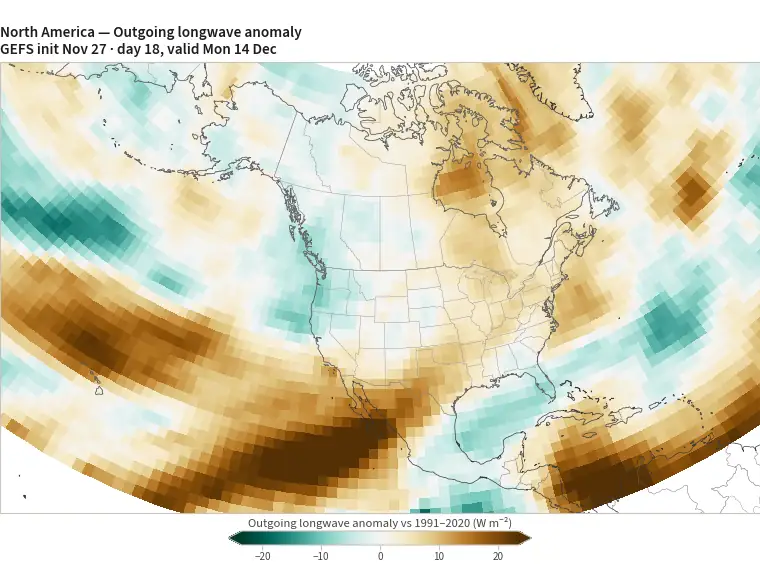 North America — Outgoing longwave anomaly
GEFS init Nov 27 · day 18, valid Mon 14 Dec
Outgoing longwave anomaly vs 1991–2020 (W m⁻²)
−20 −10 0 10 20